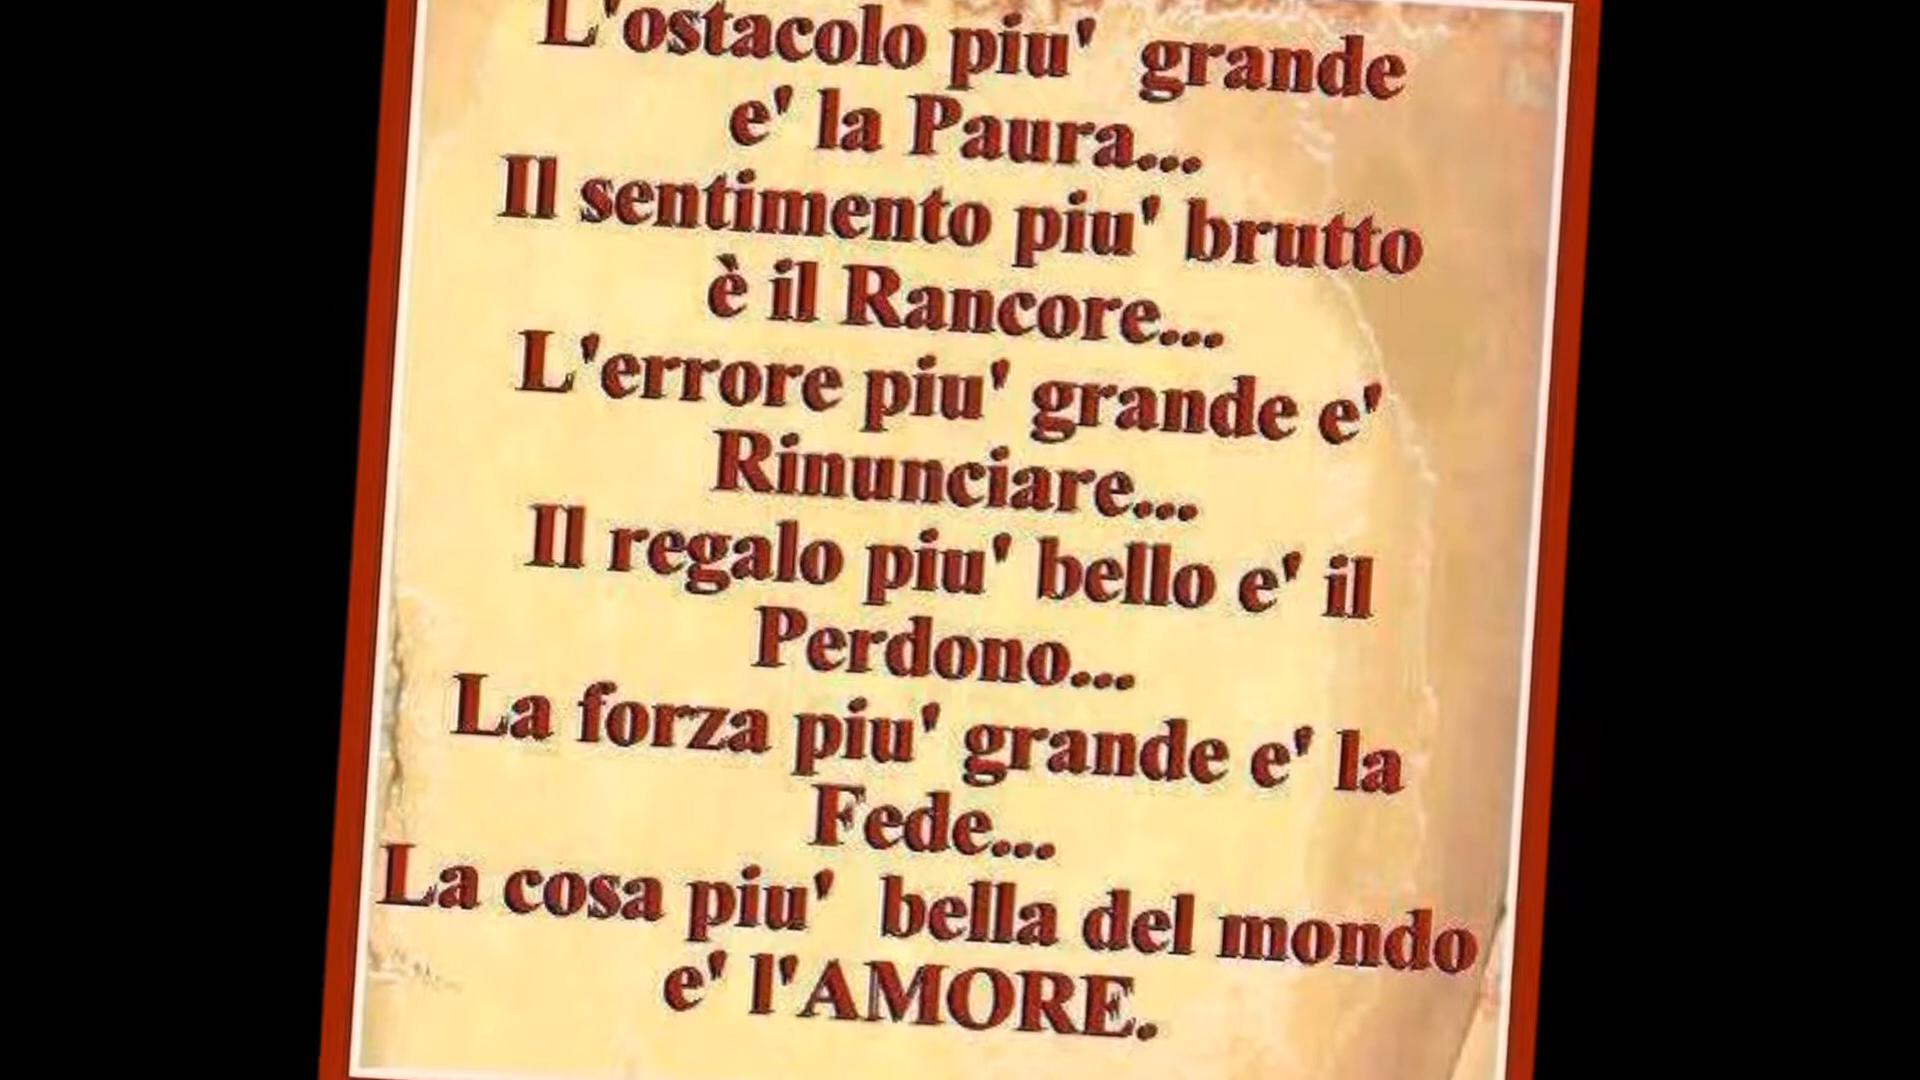 L'ostacolo piu' grande
e' la Paura...
Il sentimento piu' brutto
è il Rancore...
L'errore piu' grande e'
Rinunciare...
Il regalo piu' bello e' il
Perdono...
La forza piu' grande e' la
Fede...
La cosa piu' bella del mondo
e' l'AMORE.